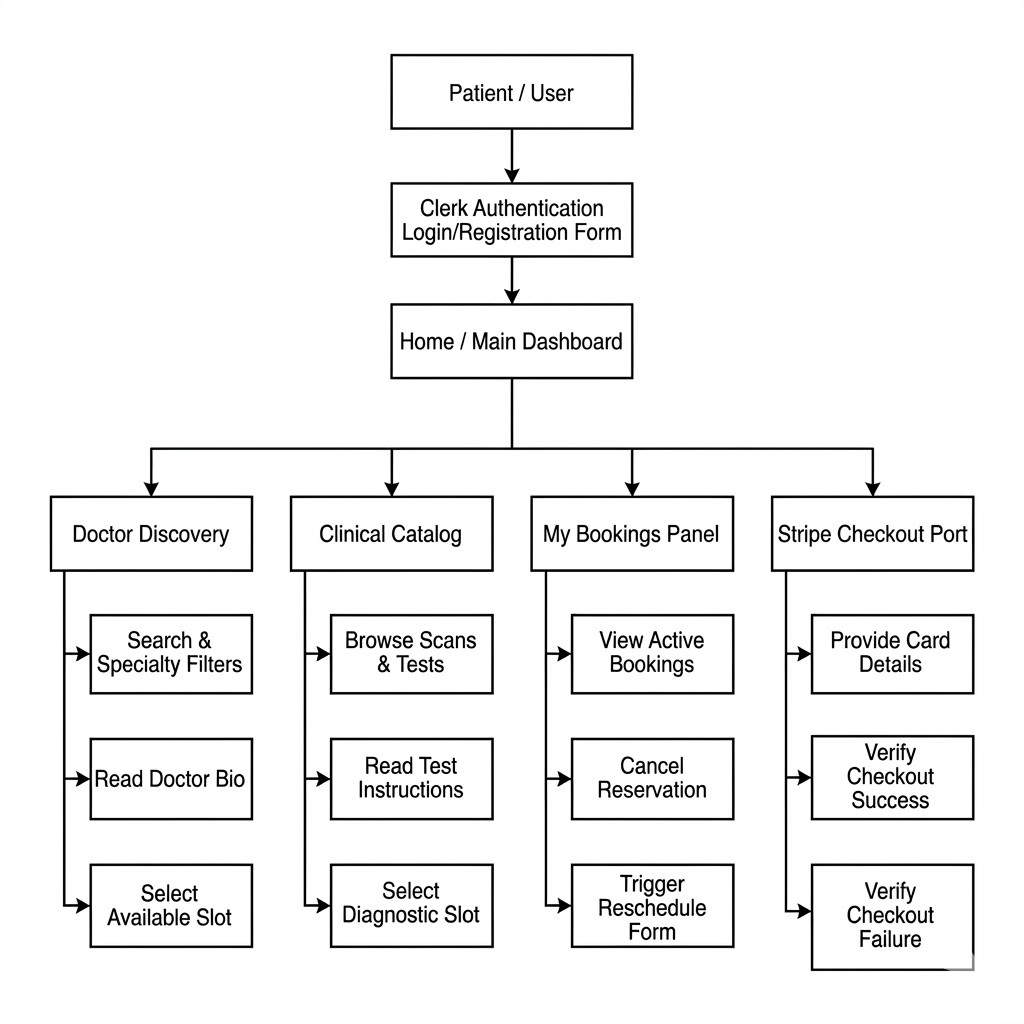 Patient / User
Clerk Authentication
Login/Registration Form
Home / Main Dashboard
Doctor Discovery
Search &
Specialty Filters
Read Doctor Bio
Select
Available Slot
Clinical Catalog
Browse Scans
& Tests
Read Test
Instructions
Select
Diagnostic Slot
My Bookings Panel
View Active
Bookings
Cancel
Reservation
Trigger
Reschedule
Form
Stripe Checkout Port
Provide Card
Details
Verify
Checkout
Success
Verify
Checkout
Failure